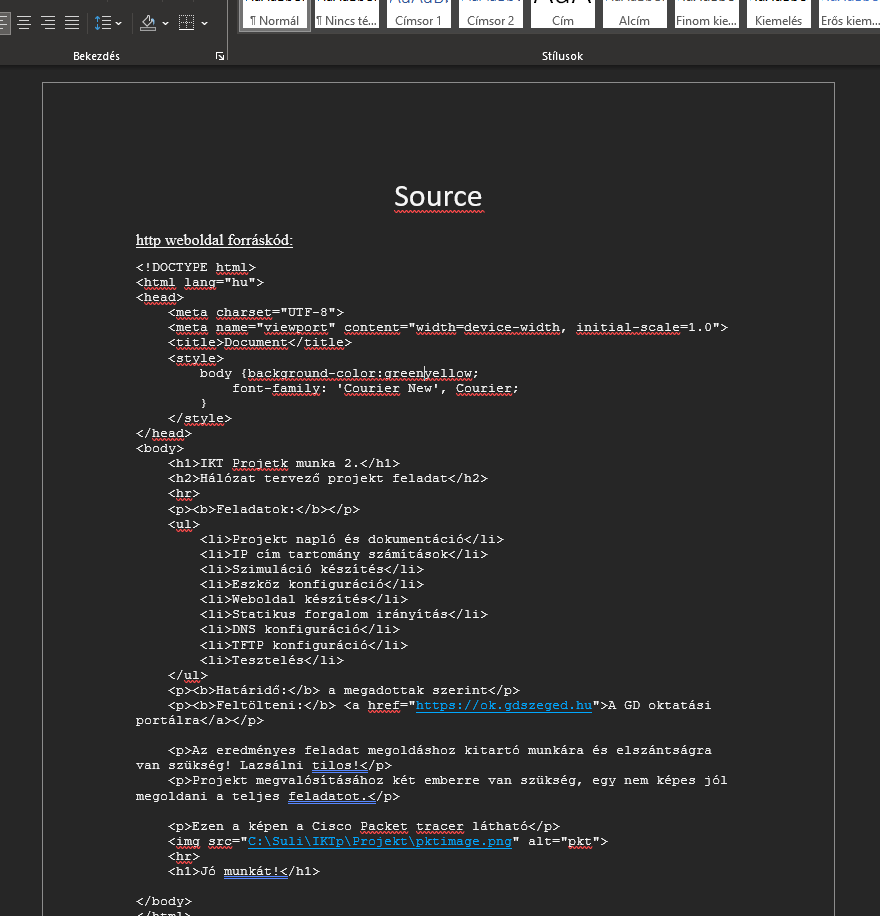 Bekezdés
¶ Normál
¶ Nincs té...
Címsor 1
Címsor 2
Cím
Alcím
Finom kie...
Kiemelés
Erős kiem...
Stílusok
Source
http weboldal forráskód:
<!DOCTYPE html>
<html lang="hu">
<head>
    <meta charset="UTF-8">
    <meta name="viewport" content="width=device-width, initial-scale=1.0">
    <title>Document</title>
    <style>
        body {background-color:greenyellow;
            font-family: 'Courier New', Courier;
        }
    </style>
</head>
<body>
    <h1>IKT Projetk munka 2.</h1>
    <h2>Hálózat tervező projekt feladat</h2>
    <hr>
    <p><b>Feladatok:</b></p>
    <ul>
        <li>Projekt napló és dokumentáció</li>
        <li>IP cím tartomány számítások</li>
        <li>Szimuláció készítés</li>
        <li>Eszköz konfiguráció</li>
        <li>Weboldal készítés</li>
        <li>Statikus forgalom irányítás</li>
        <li>DNS konfiguráció</li>
        <li>TFTP konfiguráció</li>
        <li>Tesztelés</li>
    </ul>
    <p><b>Határidő:</b> a megadottak szerint</p>
    <p><b>Feltölteni:</b> <a href="https://ok.gdszeged.hu">A GD oktatási
portálra</a></p>
    <p>Az eredményes feladat megoldáshoz kitartó munkára és elszántságra
van szükség! Lazsálni tilos!</p>
    <p>Projekt megvalósításához két emberre van szükség, egy nem képes jól
megoldani a teljes feladatot.</p>
    <p>Ezen a képen a Cisco Packet tracer látható</p>
    <img src="C:\Suli\IKTp\Projekt\pktimage.png" alt="pkt">
    <hr>
    <h1>Jó munkát!</h1>
</body>
</html>